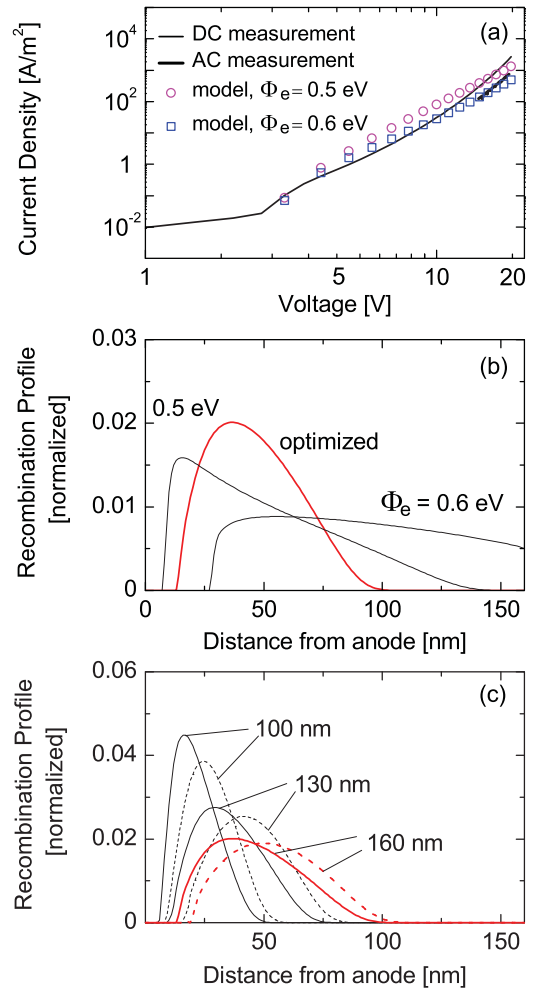 (a)
DC measurement
AC measurement
model, Φe = 0.5 eV
model, Φe = 0.6 eV
Current Density [A/m²]
10⁴
10²
1
10⁻²
1 5 10 20
Voltage [V]
(b)
Recombination Profile
[normalized]
0.03
0.02
0.01
0
0.5 eV
optimized
Φe = 0.6 eV
0 50 100 150
Distance from anode [nm]
(c)
Recombination Profile
[normalized]
0.06
0.04
0.02
0
100 nm
130 nm
160 nm
50 100 150
Distance from anode [nm]